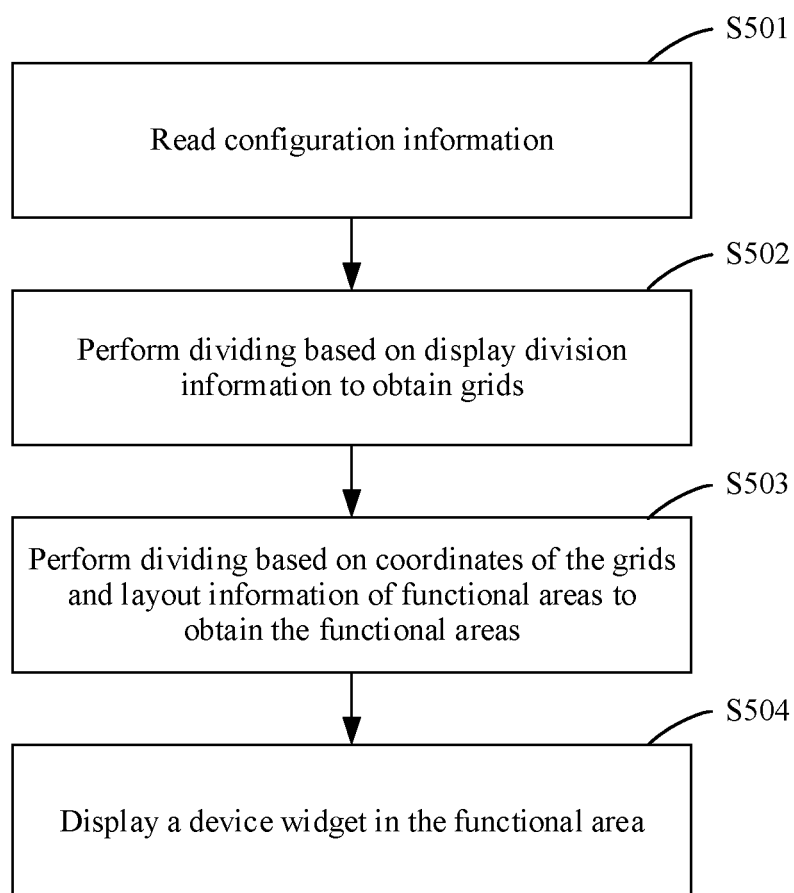 S501
Read configuration information
S502
Perform dividing based on display division
information to obtain grids
S503
Perform dividing based on coordinates of the grids
and layout information of functional areas to
obtain the functional areas
S504
Display a device widget in the functional area